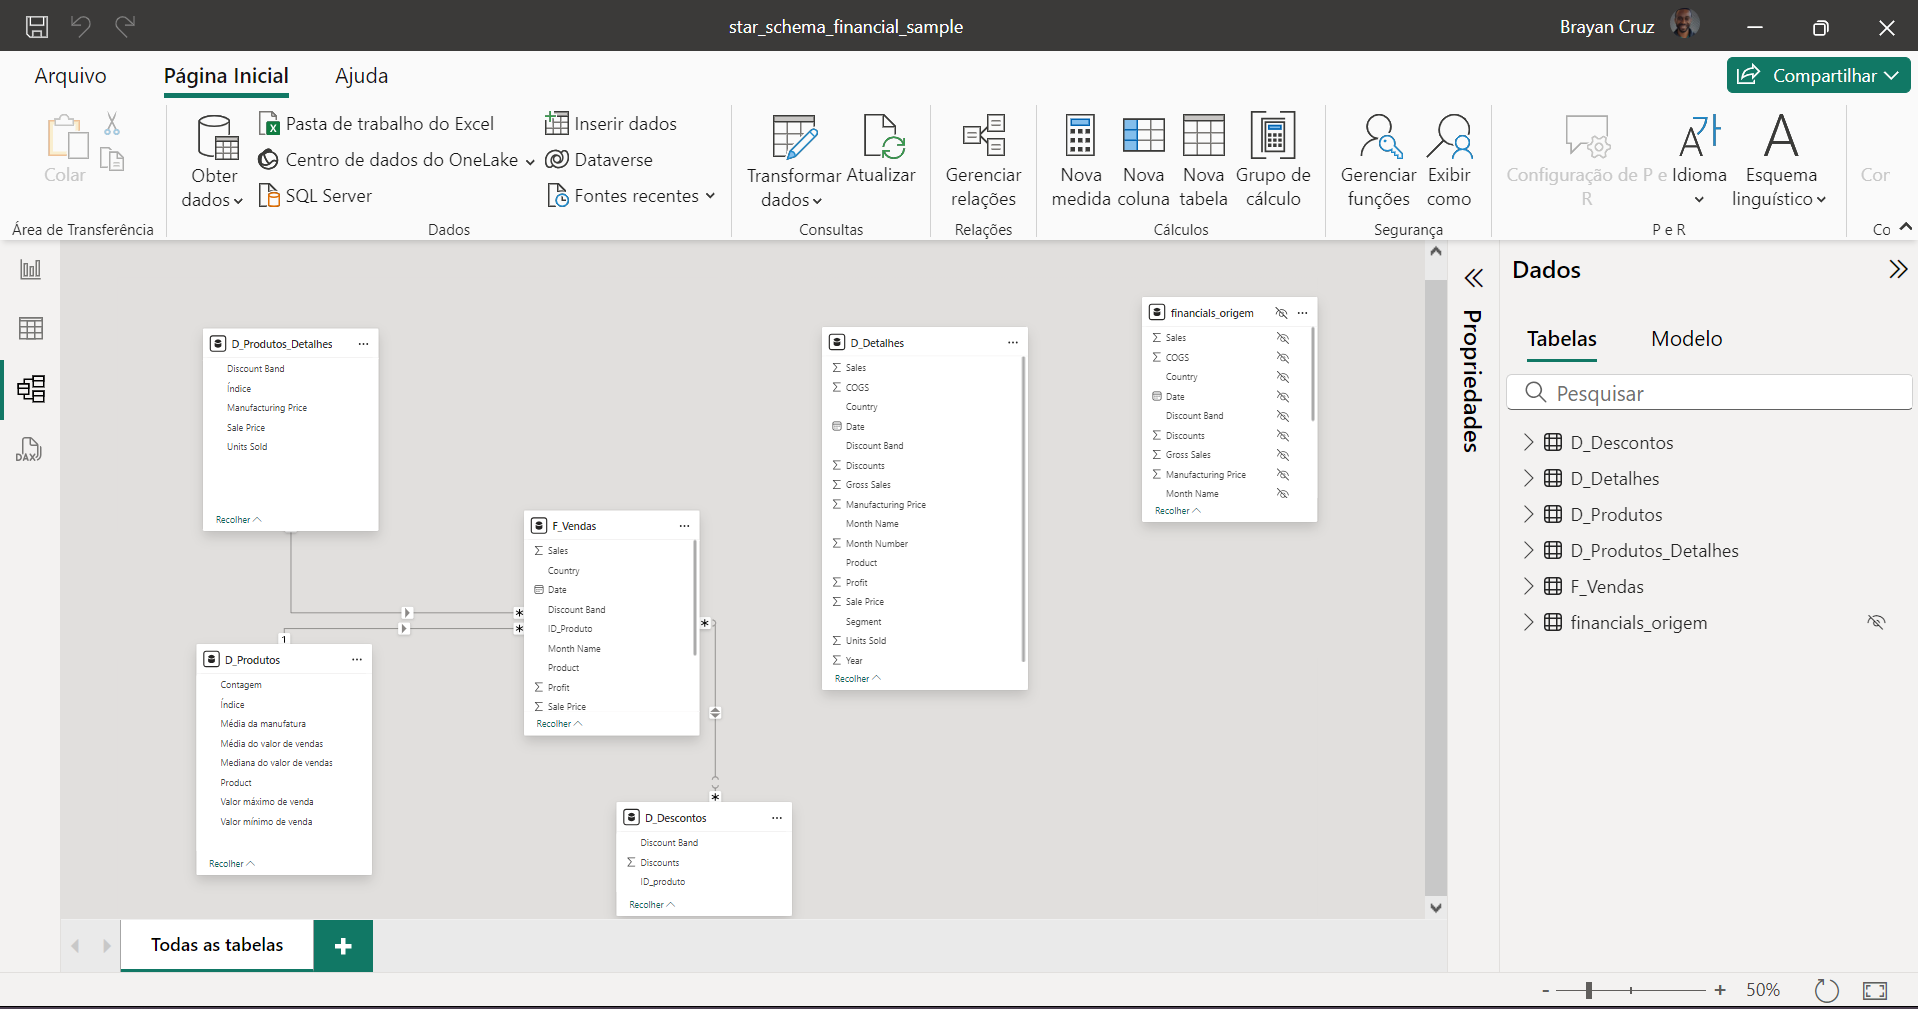 star_schema_financial_sample
Brayan Cruz
Arquivo
Página Inicial
Ajuda
Compartilhar
Colar
Área de Transferência
Obter
dados
Pasta de trabalho do Excel
Centro de dados do OneLake
SQL Server
Inserir dados
Dataverse
Fontes recentes
Dados
Transformar
dados
Atualizar
Consultas
Gerenciar
relações
Relações
Nova
medida
Nova
coluna
Nova
tabela
Grupo de
cálculo
Cálculos
Gerenciar
funções
Exibir
como
Segurança
Configuração de P e
R
Idioma
Esquema
linguístico
P e R
Cor
Co
DAX
D_Produtos_Detalhes
Discount Band
Índice
Manufacturing Price
Sale Price
Units Sold
Recolher
D_Produtos
Contagem
Índice
Média da manufatura
Média do valor de vendas
Mediana do valor de vendas
Product
Valor máximo de venda
Valor mínimo de venda
Recolher
1
*
*
*
*
F_Vendas
Sales
Country
Date
Discount Band
ID_Produto
Month Name
Product
Profit
Sale Price
Recolher
D_Descontos
Discount Band
Discounts
ID_produto
Recolher
D_Detalhes
Sales
COGS
Country
Date
Discount Band
Discounts
Gross Sales
Manufacturing Price
Month Name
Month Number
Product
Profit
Sale Price
Segment
Units Sold
Year
Recolher
financials_origem
Sales
COGS
Country
Date
Discount Band
Discounts
Gross Sales
Manufacturing Price
Month Name
Recolher
Propriedades
Dados
Tabelas
Modelo
Pesquisar
D_Descontos
D_Detalhes
D_Produtos
D_Produtos_Detalhes
F_Vendas
financials_origem
Todas as tabelas
50%